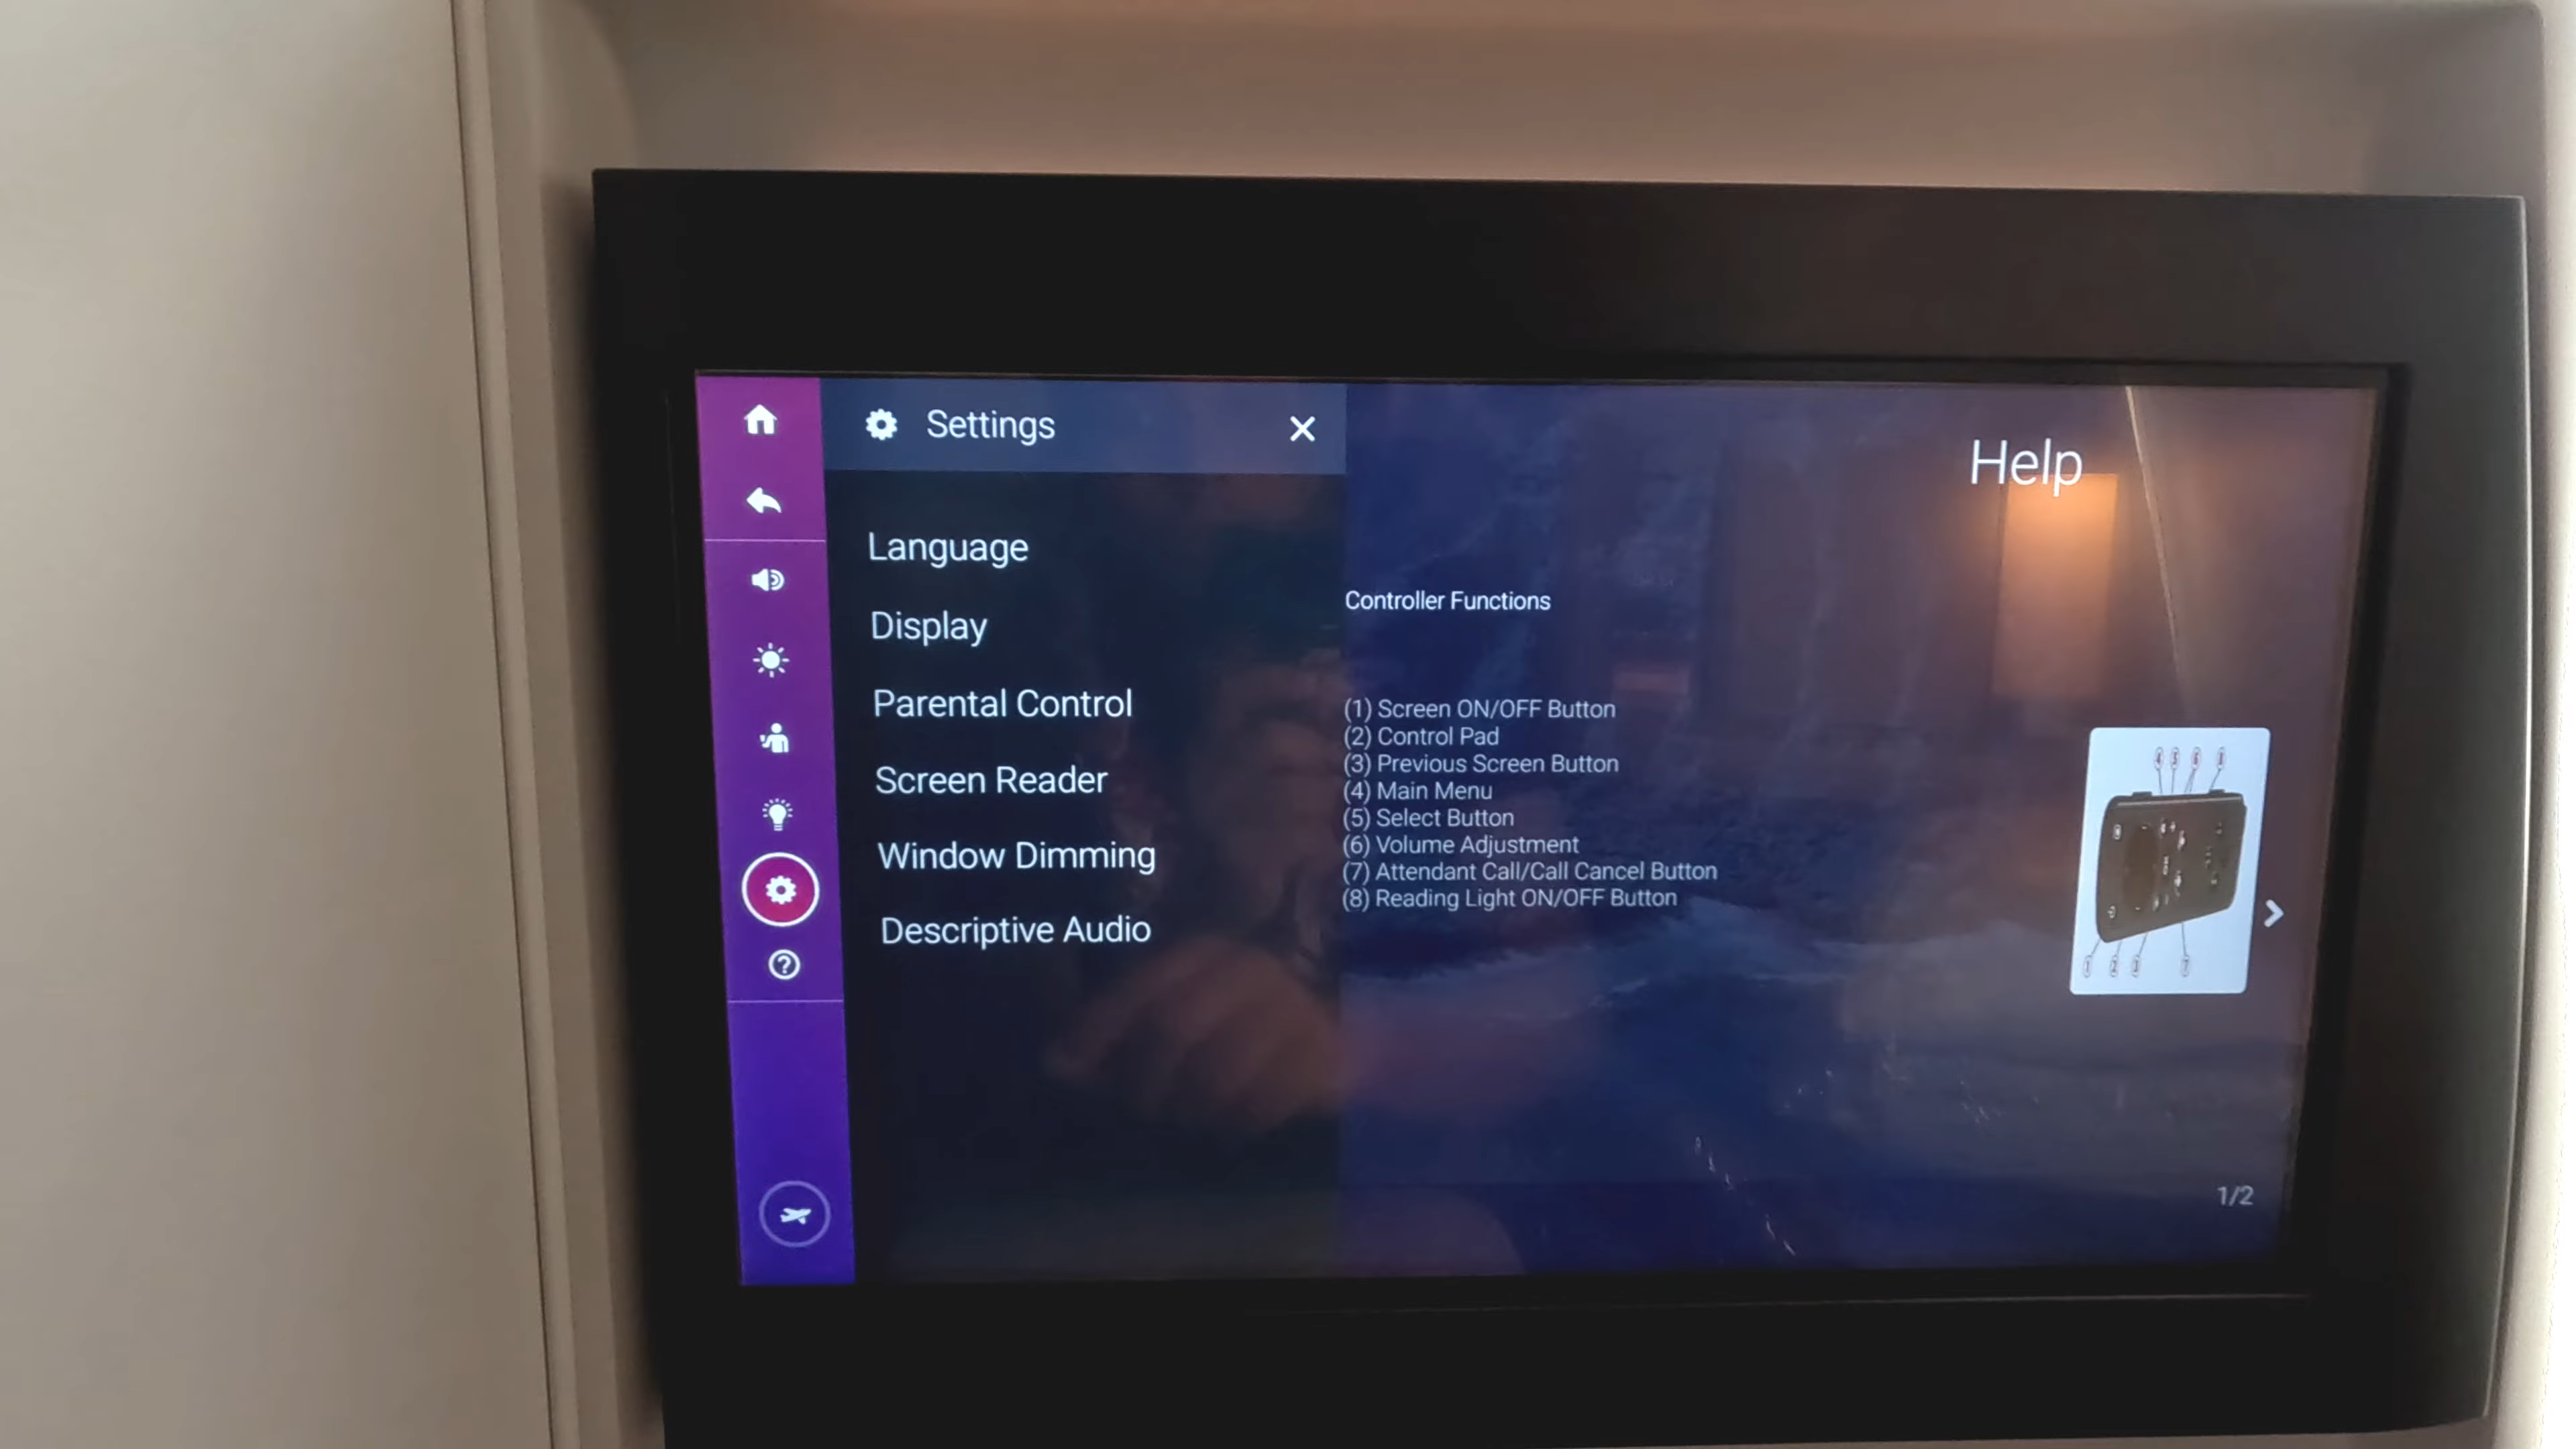 Settings
Language
Display
Parental Control
Screen Reader
Window Dimming
Descriptive Audio
Help
Controller Functions
(1) Screen ON/OFF Button
(2) Control Pad
(3) Previous Screen Button
(4) Main Menu
(5) Select Button
(6) Volume Adjustment
(7) Attendant Call/Call Cancel Button
(8) Reading Light ON/OFF Button
1/2